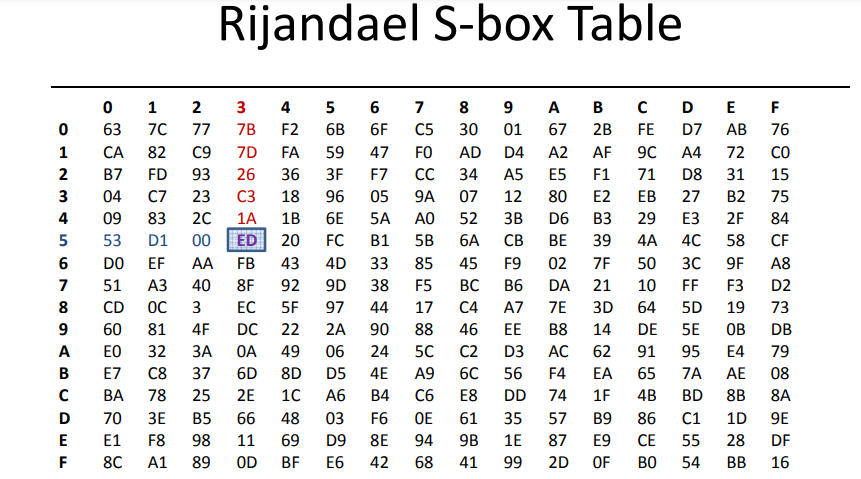 Rijandael S-box Table
0 1 2 3 4 5 6 7 8 9 A B C D E F
0 63 7C 77 7B F2 6B 6F C5 30 01 67 2B FE D7 AB 76
1 CA 82 C9 7D FA 59 47 F0 AD D4 A2 AF 9C A4 72 C0
2 B7 FD 93 26 36 3F F7 CC 34 A5 E5 F1 71 D8 31 15
3 04 C7 23 C3 18 96 05 9A 07 12 80 E2 EB 27 B2 75
4 09 83 2C 1A 1B 6E 5A A0 52 3B D6 B3 29 E3 2F 84
5 53 D1 00 ED 20 FC B1 5B 6A CB BE 39 4A 4C 58 CF
6 D0 EF AA FB 43 4D 33 85 45 F9 02 7F 50 3C 9F A8
7 51 A3 40 8F 92 9D 38 F5 BC B6 DA 21 10 FF F3 D2
8 CD 0C 3 EC 5F 97 44 17 C4 A7 7E 3D 64 5D 19 73
9 60 81 4F DC 22 2A 90 88 46 EE B8 14 DE 5E 0B DB
A E0 32 3A 0A 49 06 24 5C C2 D3 AC 62 91 95 E4 79
B E7 C8 37 6D 8D D5 4E A9 6C 56 F4 EA 65 7A AE 08
C BA 78 25 2E 1C A6 B4 C6 E8 DD 74 1F 4B BD 8B 8A
D 70 3E B5 66 48 03 F6 0E 61 35 57 B9 86 C1 1D 9E
E E1 F8 98 11 69 D9 8E 94 9B 1E 87 E9 CE 55 28 DF
F 8C A1 89 0D BF E6 42 68 41 99 2D 0F B0 54 BB 16